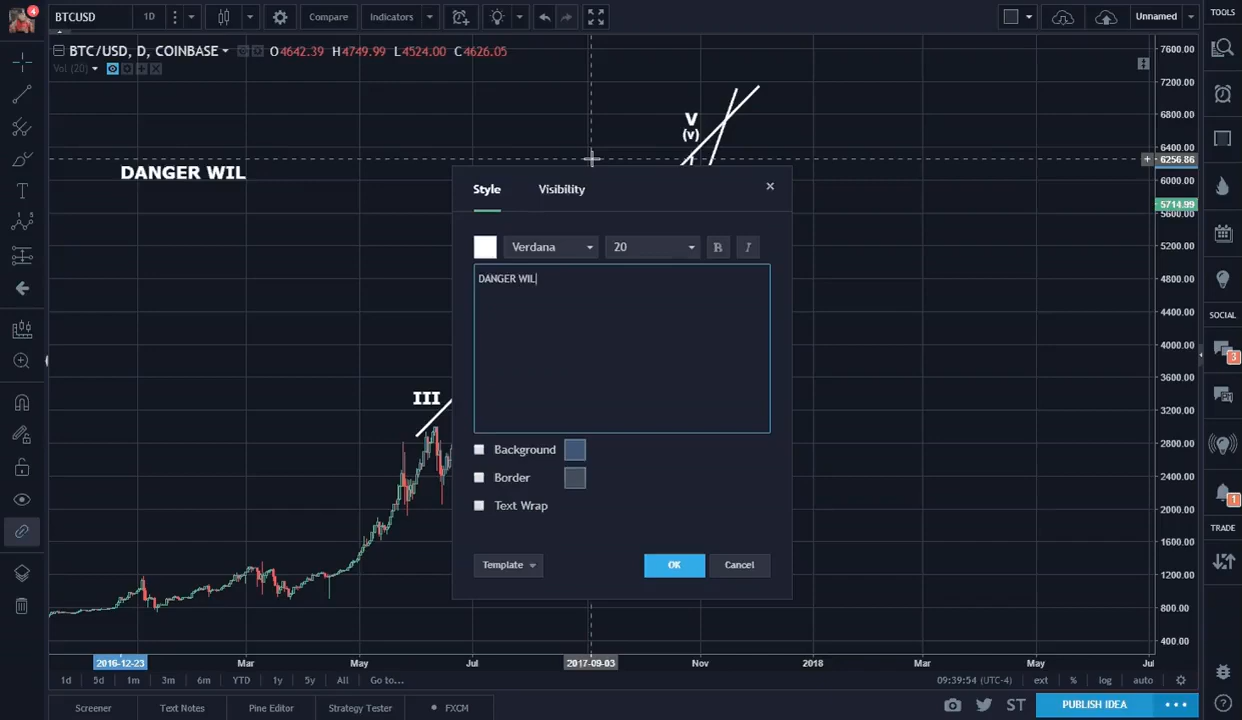 4
BTCUSD 1D Compare Indicators Unnamed TOOLS
BTC/USD, D, COINBASE O4642.39 H4749.99 L4524.00 C4626.05
Vol (20)
7600.00
7200.00
6800.00
6400.00
6256.86
6000.00
5714.99
5600.00
5200.00
4800.00
4400.00
4000.00
3600.00
3200.00
2800.00
2400.00
2000.00
1600.00
1200.00
800.00
400.00
V
(v)
DANGER WIL
III
Style Visibility
Verdana 20 B I
DANGER WIL
Background
Border
Text Wrap
Template OK Cancel
SOCIAL
3
1
TRADE
2016-12-23 Mar May Jul 2017-09-03 Nov 2018 Mar May Jul
1d 5d 1m 3m 6m YTD 1y 5y All Go to... 09:39:54 (UTC-4) ext % log auto
Screener Text Notes Pine Editor Strategy Tester FXCM ST PUBLISH IDEA